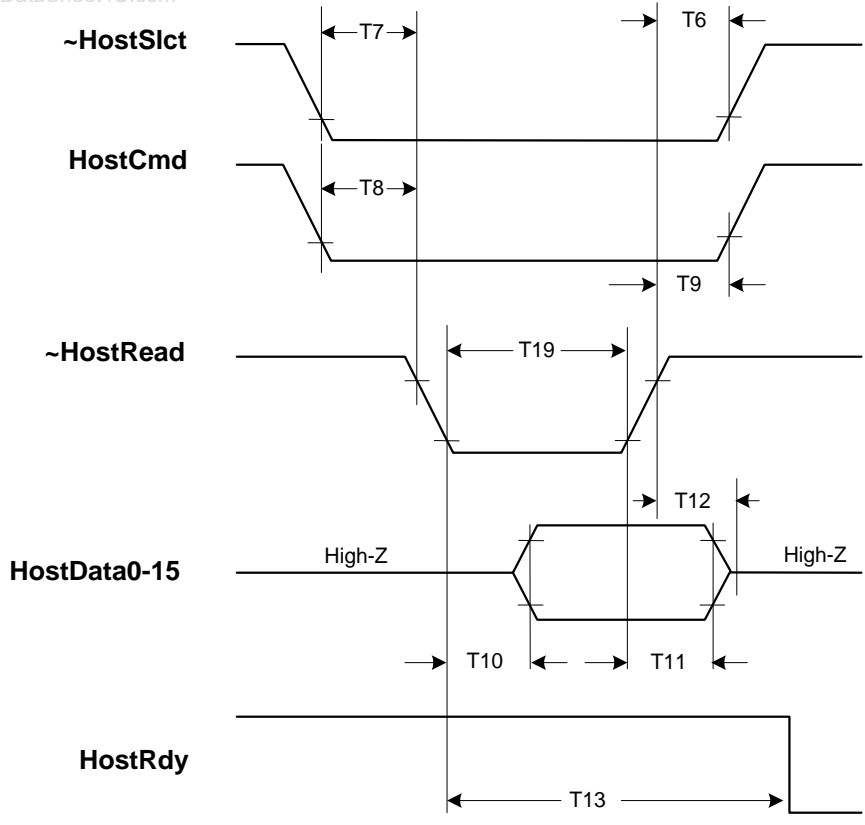 ~HostSlct
T7
T6
HostCmd
T8
T9
~HostRead
T19
T12
HostData0-15
High-Z
High-Z
T10
T11
HostRdy
T13